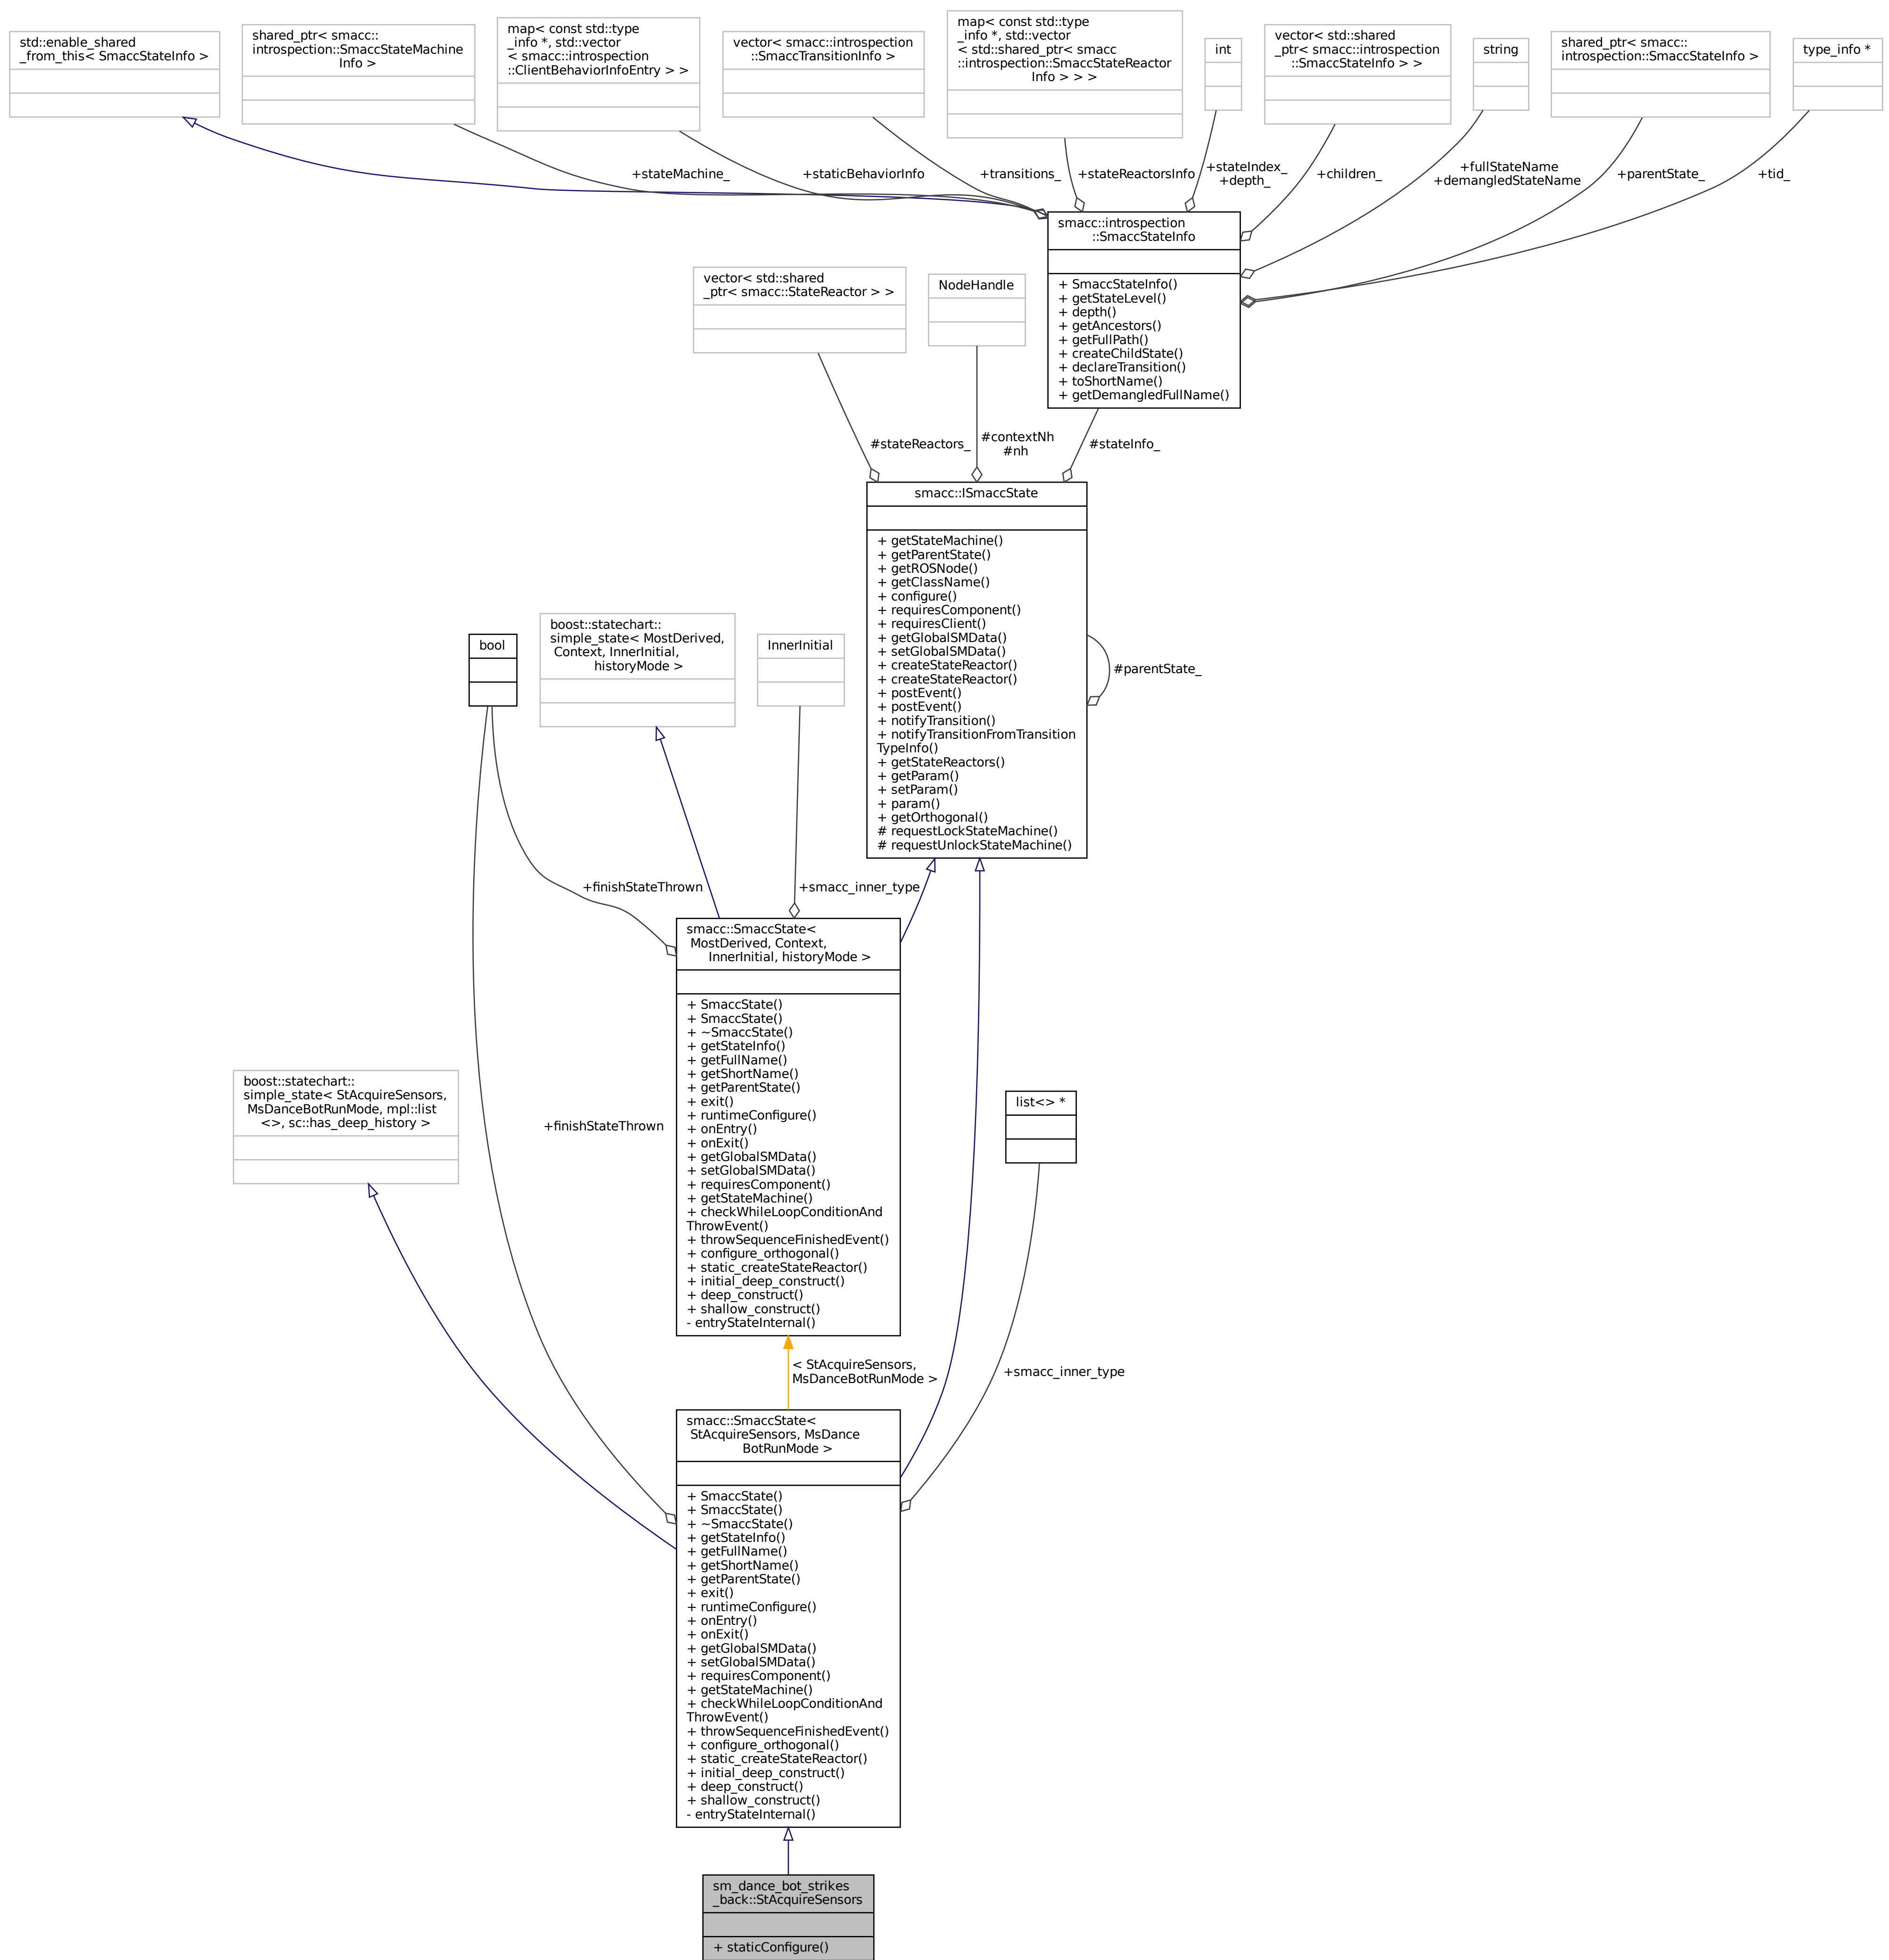 std::enable_shared
_from_this< SmaccStateInfo >
shared_ptr< smacc::
introspection::SmaccStateMachine
Info >
map< const std::type
_info *, std::vector
< smacc::introspection
::ClientBehaviorInfoEntry > >
vector< smacc::introspection
::SmaccTransitionInfo >
map< const std::type
_info *, std::vector
< std::shared_ptr< smacc
::introspection::SmaccStateReactor
Info > > >
int
vector< std::shared
_ptr< smacc::introspection
::SmaccStateInfo > >
string
shared_ptr< smacc::
introspection::SmaccStateInfo >
type_info *
+stateMachine_
+staticBehaviorInfo
+transitions_
+stateReactorsInfo
+stateIndex_
+depth_
+children_
+fullStateName
+demangledStateName
+parentState_
+tid_
smacc::introspection
::SmaccStateInfo
+ SmaccStateInfo()
+ getStateLevel()
+ depth()
+ getAncestors()
+ getFullPath()
+ createChildState()
+ declareTransition()
+ toShortName()
+ getDemangledFullName()
vector< std::shared
_ptr< smacc::StateReactor > >
NodeHandle
#stateReactors_
#contextNh
#nh
#stateInfo_
smacc::ISmaccState
+ getStateMachine()
+ getParentState()
+ getROSNode()
+ getClassName()
+ configure()
+ requiresComponent()
+ requiresClient()
+ getGlobalSMData()
+ setGlobalSMData()
+ createStateReactor()
+ createStateReactor()
+ postEvent()
+ postEvent()
+ notifyTransition()
+ notifyTransitionFromTransition
TypeInfo()
+ getStateReactors()
+ getParam()
+ setParam()
+ param()
+ getOrthogonal()
# requestLockStateMachine()
# requestUnlockStateMachine()
#parentState_
bool
boost::statechart::
simple_state< MostDerived,
Context, InnerInitial,
historyMode >
InnerInitial
+finishStateThrown
+smacc_inner_type
smacc::SmaccState<
MostDerived, Context,
InnerInitial, historyMode >
+ SmaccState()
+ SmaccState()
+ ~SmaccState()
+ getStateInfo()
+ getFullName()
+ getShortName()
+ getParentState()
+ exit()
+ runtimeConfigure()
+ onEntry()
+ onExit()
+ getGlobalSMData()
+ setGlobalSMData()
+ requiresComponent()
+ getStateMachine()
+ checkWhileLoopConditionAnd
ThrowEvent()
+ throwSequenceFinishedEvent()
+ configure_orthogonal()
+ static_createStateReactor()
+ initial_deep_construct()
+ deep_construct()
+ shallow_construct()
- entryStateInternal()
boost::statechart::
simple_state< StAcquireSensors,
MsDanceBotRunMode, mpl::list
<>, sc::has_deep_history >
+finishStateThrown
list<> *
< StAcquireSensors,
MsDanceBotRunMode >
+smacc_inner_type
smacc::SmaccState<
StAcquireSensors, MsDance
BotRunMode >
+ SmaccState()
+ SmaccState()
+ ~SmaccState()
+ getStateInfo()
+ getFullName()
+ getShortName()
+ getParentState()
+ exit()
+ runtimeConfigure()
+ onEntry()
+ onExit()
+ getGlobalSMData()
+ setGlobalSMData()
+ requiresComponent()
+ getStateMachine()
+ checkWhileLoopConditionAnd
ThrowEvent()
+ throwSequenceFinishedEvent()
+ configure_orthogonal()
+ static_createStateReactor()
+ initial_deep_construct()
+ deep_construct()
+ shallow_construct()
- entryStateInternal()
sm_dance_bot_strikes
_back::StAcquireSensors
+ staticConfigure()